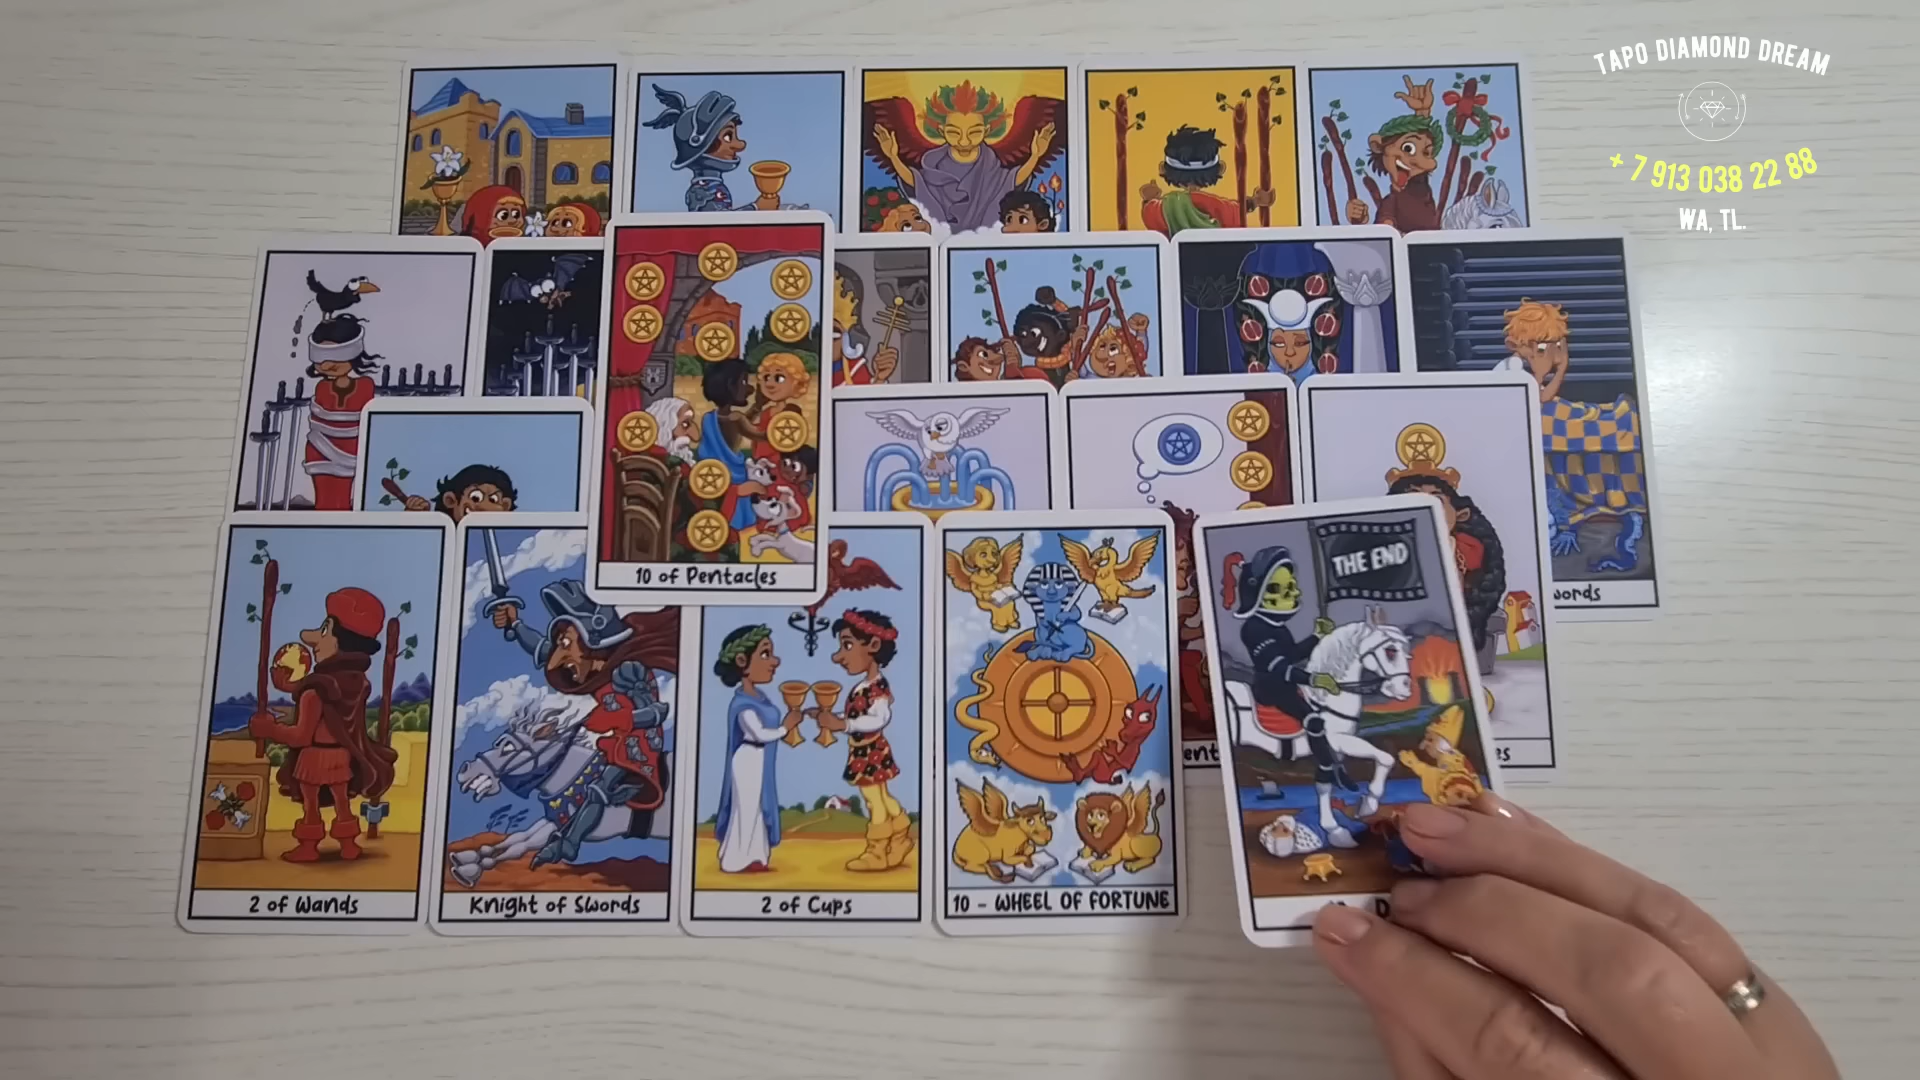 TAPO DIAMOND DREAM
+ 7 913 038 22 88
WA, TL.
THE END
10 of Pentacles
2 of Wands
Knight of Swords
2 of Cups
10 - WHEEL OF FORTUNE